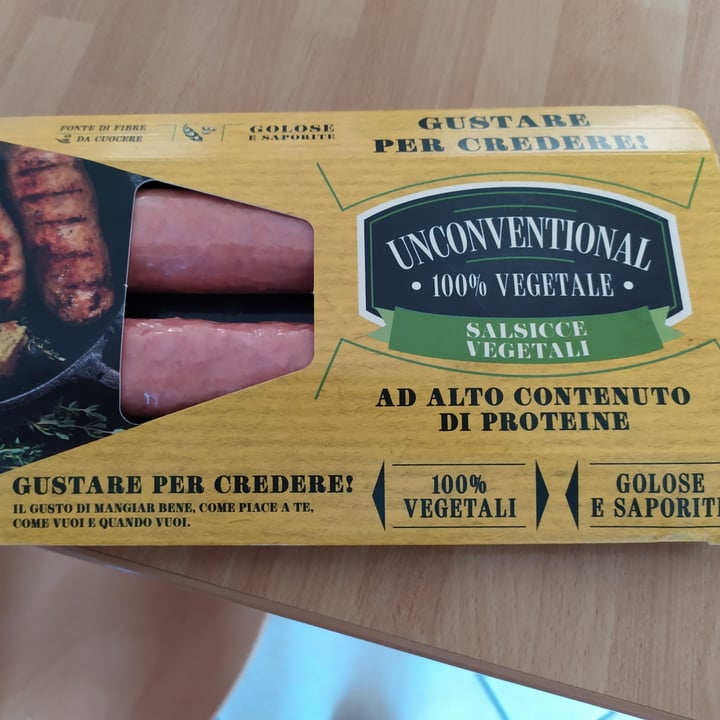 FONTE DI FIBRE
DA CUOCERE
GOLOSE
E SAPORITE
GUSTARE
PER CREDERE!
UNCONVENTIONAL
• 100% VEGETALE •
SALSICCE
VEGETALI
AD ALTO CONTENUTO
DI PROTEINE
GUSTARE PER CREDERE!
IL GUSTO DI MANGIAR BENE, COME PIACE A TE,
COME VUOI E QUANDO VUOI.
100%
VEGETALI
GOLOSE
E SAPORITE